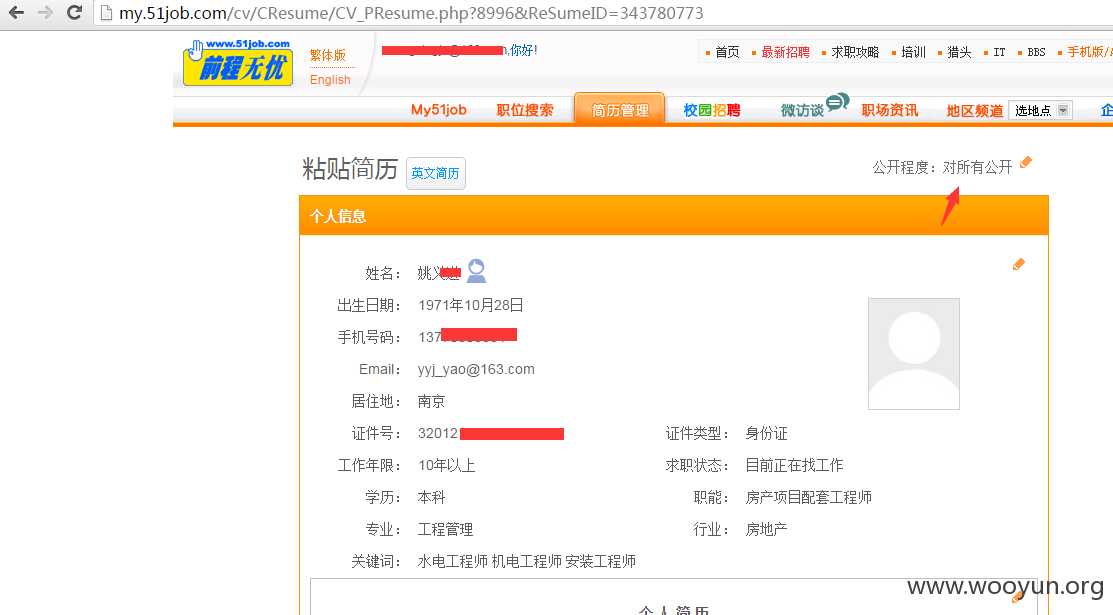 my.51job.com/cv/CResume/CV_PResume.php?8996&ReSumeID=343780773
www.51job.com
前程无忧
繁体版
English
,你好!
首页 最新招聘 求职攻略 培训 猎头 IT BBS 手机版/
My51job 职位搜索 简历管理 校园招聘 微访谈 职场资讯 地区频道 选地点 企
粘贴简历 英文简历 公开程度：对所有公开
个人信息
姓名： 姚
出生日期： 1971年10月28日
手机号码： 137
Email： yyj_yao@163.com
居住地： 南京
证件号： 32012 证件类型： 身份证
工作年限： 10年以上 求职状态： 目前正在找工作
学历： 本科 职能： 房产项目配套工程师
专业： 工程管理 行业： 房地产
关键词： 水电工程师 机电工程师 安装工程师
个人简历
www.wooyun.org